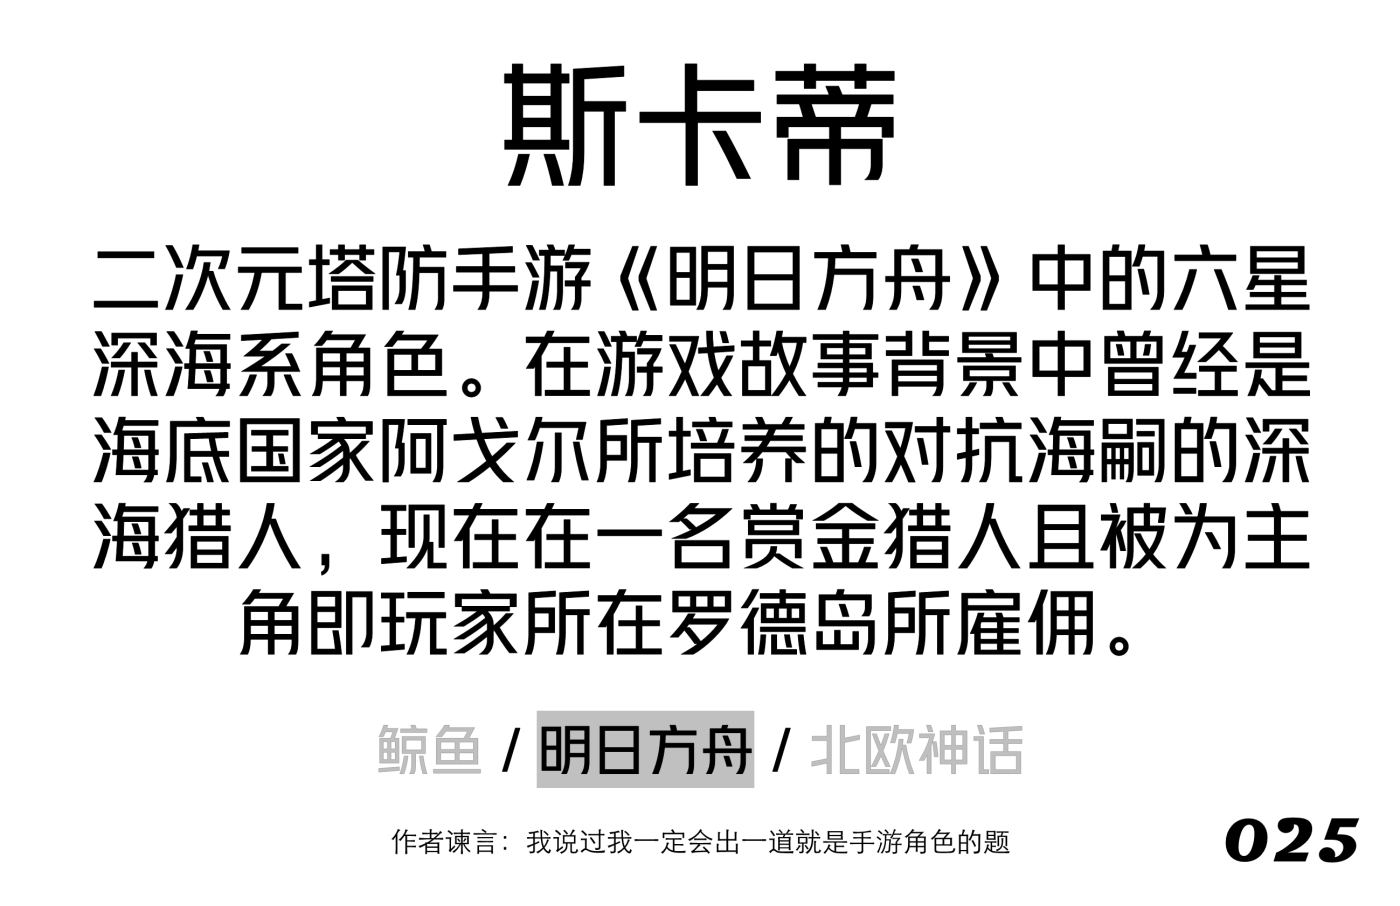 斯卡蒂
二次元塔防手游《明日方舟》中的六星
深海系角色。在游戏故事背景中曾经是
海底国家阿戈尔所培养的对抗海嗣的深
海猎人，现在在一名赏金猎人且被为主
角即玩家所在罗德岛所雇佣。
鲸鱼 / 明日方舟 / 北欧神话
作者谏言：我说过我一定会出一道就是手游角色的题
025